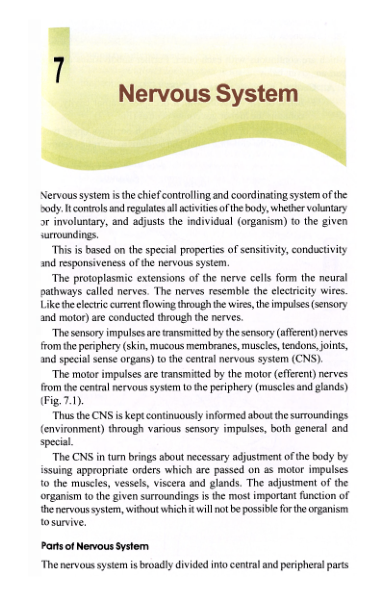 7
Nervous System
Nervous system is the chief controlling and coordinating system of the
body. It controls and regulates all activities of the body, whether voluntary
or involuntary, and adjusts the individual (organism) to the given
surroundings.
This is based on the special properties of sensitivity, conductivity
and responsiveness of the nervous system.
The protoplasmic extensions of the nerve cells form the neural
pathways called nerves. The nerves resemble the electricity wires.
Like the electric current flowing through the wires, the impulses (sensory
and motor) are conducted through the nerves.
The sensory impulses are transmitted by the sensory (afferent) nerves
from the periphery (skin, mucous membranes, muscles, tendons, joints,
and special sense organs) to the central nervous system (CNS).
The motor impulses are transmitted by the motor (efferent) nerves
from the central nervous system to the periphery (muscles and glands)
(Fig. 7.1).
Thus the CNS is kept continuously informed about the surroundings
(environment) through various sensory impulses, both general and
special.
The CNS in turn brings about necessary adjustment of the body by
issuing appropriate orders which are passed on as motor impulses
to the muscles, vessels, viscera and glands. The adjustment of the
organism to the given surroundings is the most important function of
the nervous system, without which it will not be possible for the organism
to survive.
Parts of Nervous System
The nervous system is broadly divided into central and peripheral parts